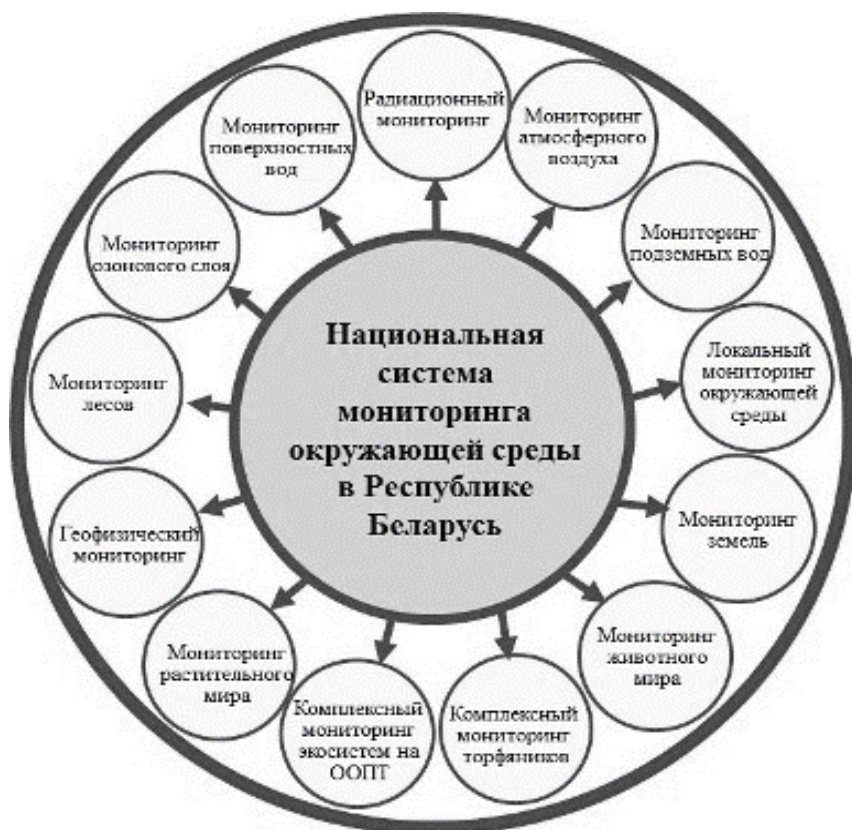 Национальная
система
мониторинга
окружающей среды
в Республике
Беларусь
Радиационный
мониторинг
Мониторинг
атмосферного
воздуха
Мониторинг
подземных вод
Локальный
мониторинг
окружающей
среды
Мониторинг
земель
Мониторинг
животного
мира
Комплексный
мониторинг
торфяников
Комплексный
мониторинг
экосистем на
ООПТ
Мониторинг
растительного
мира
Геофизический
мониторинг
Мониторинг
лесов
Мониторинг
озонового слоя
Мониторинг
поверхностных
вод